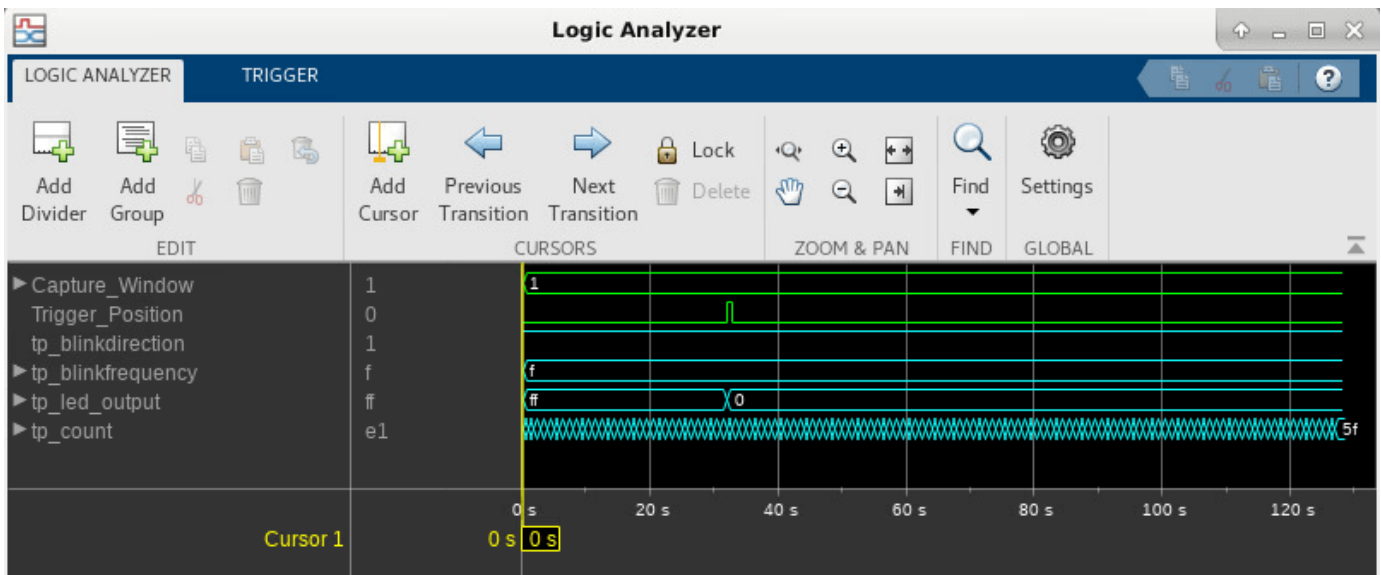 Logic Analyzer
LOGIC ANALYZER TRIGGER
?
Add Divider
Add Group
EDIT
Add Cursor
Previous Transition
Next Transition
Lock
Delete
CURSORS
ZOOM & PAN
Find
FIND
Settings
GLOBAL
Capture_Window 1 1
Trigger_Position 0
tp_blinkdirection 1
tp_blinkfrequency f f
tp_led_output ff ff 0
tp_count e1 5f
0 s 20 s 40 s 60 s 80 s 100 s 120 s
Cursor 1 0 s 0 s